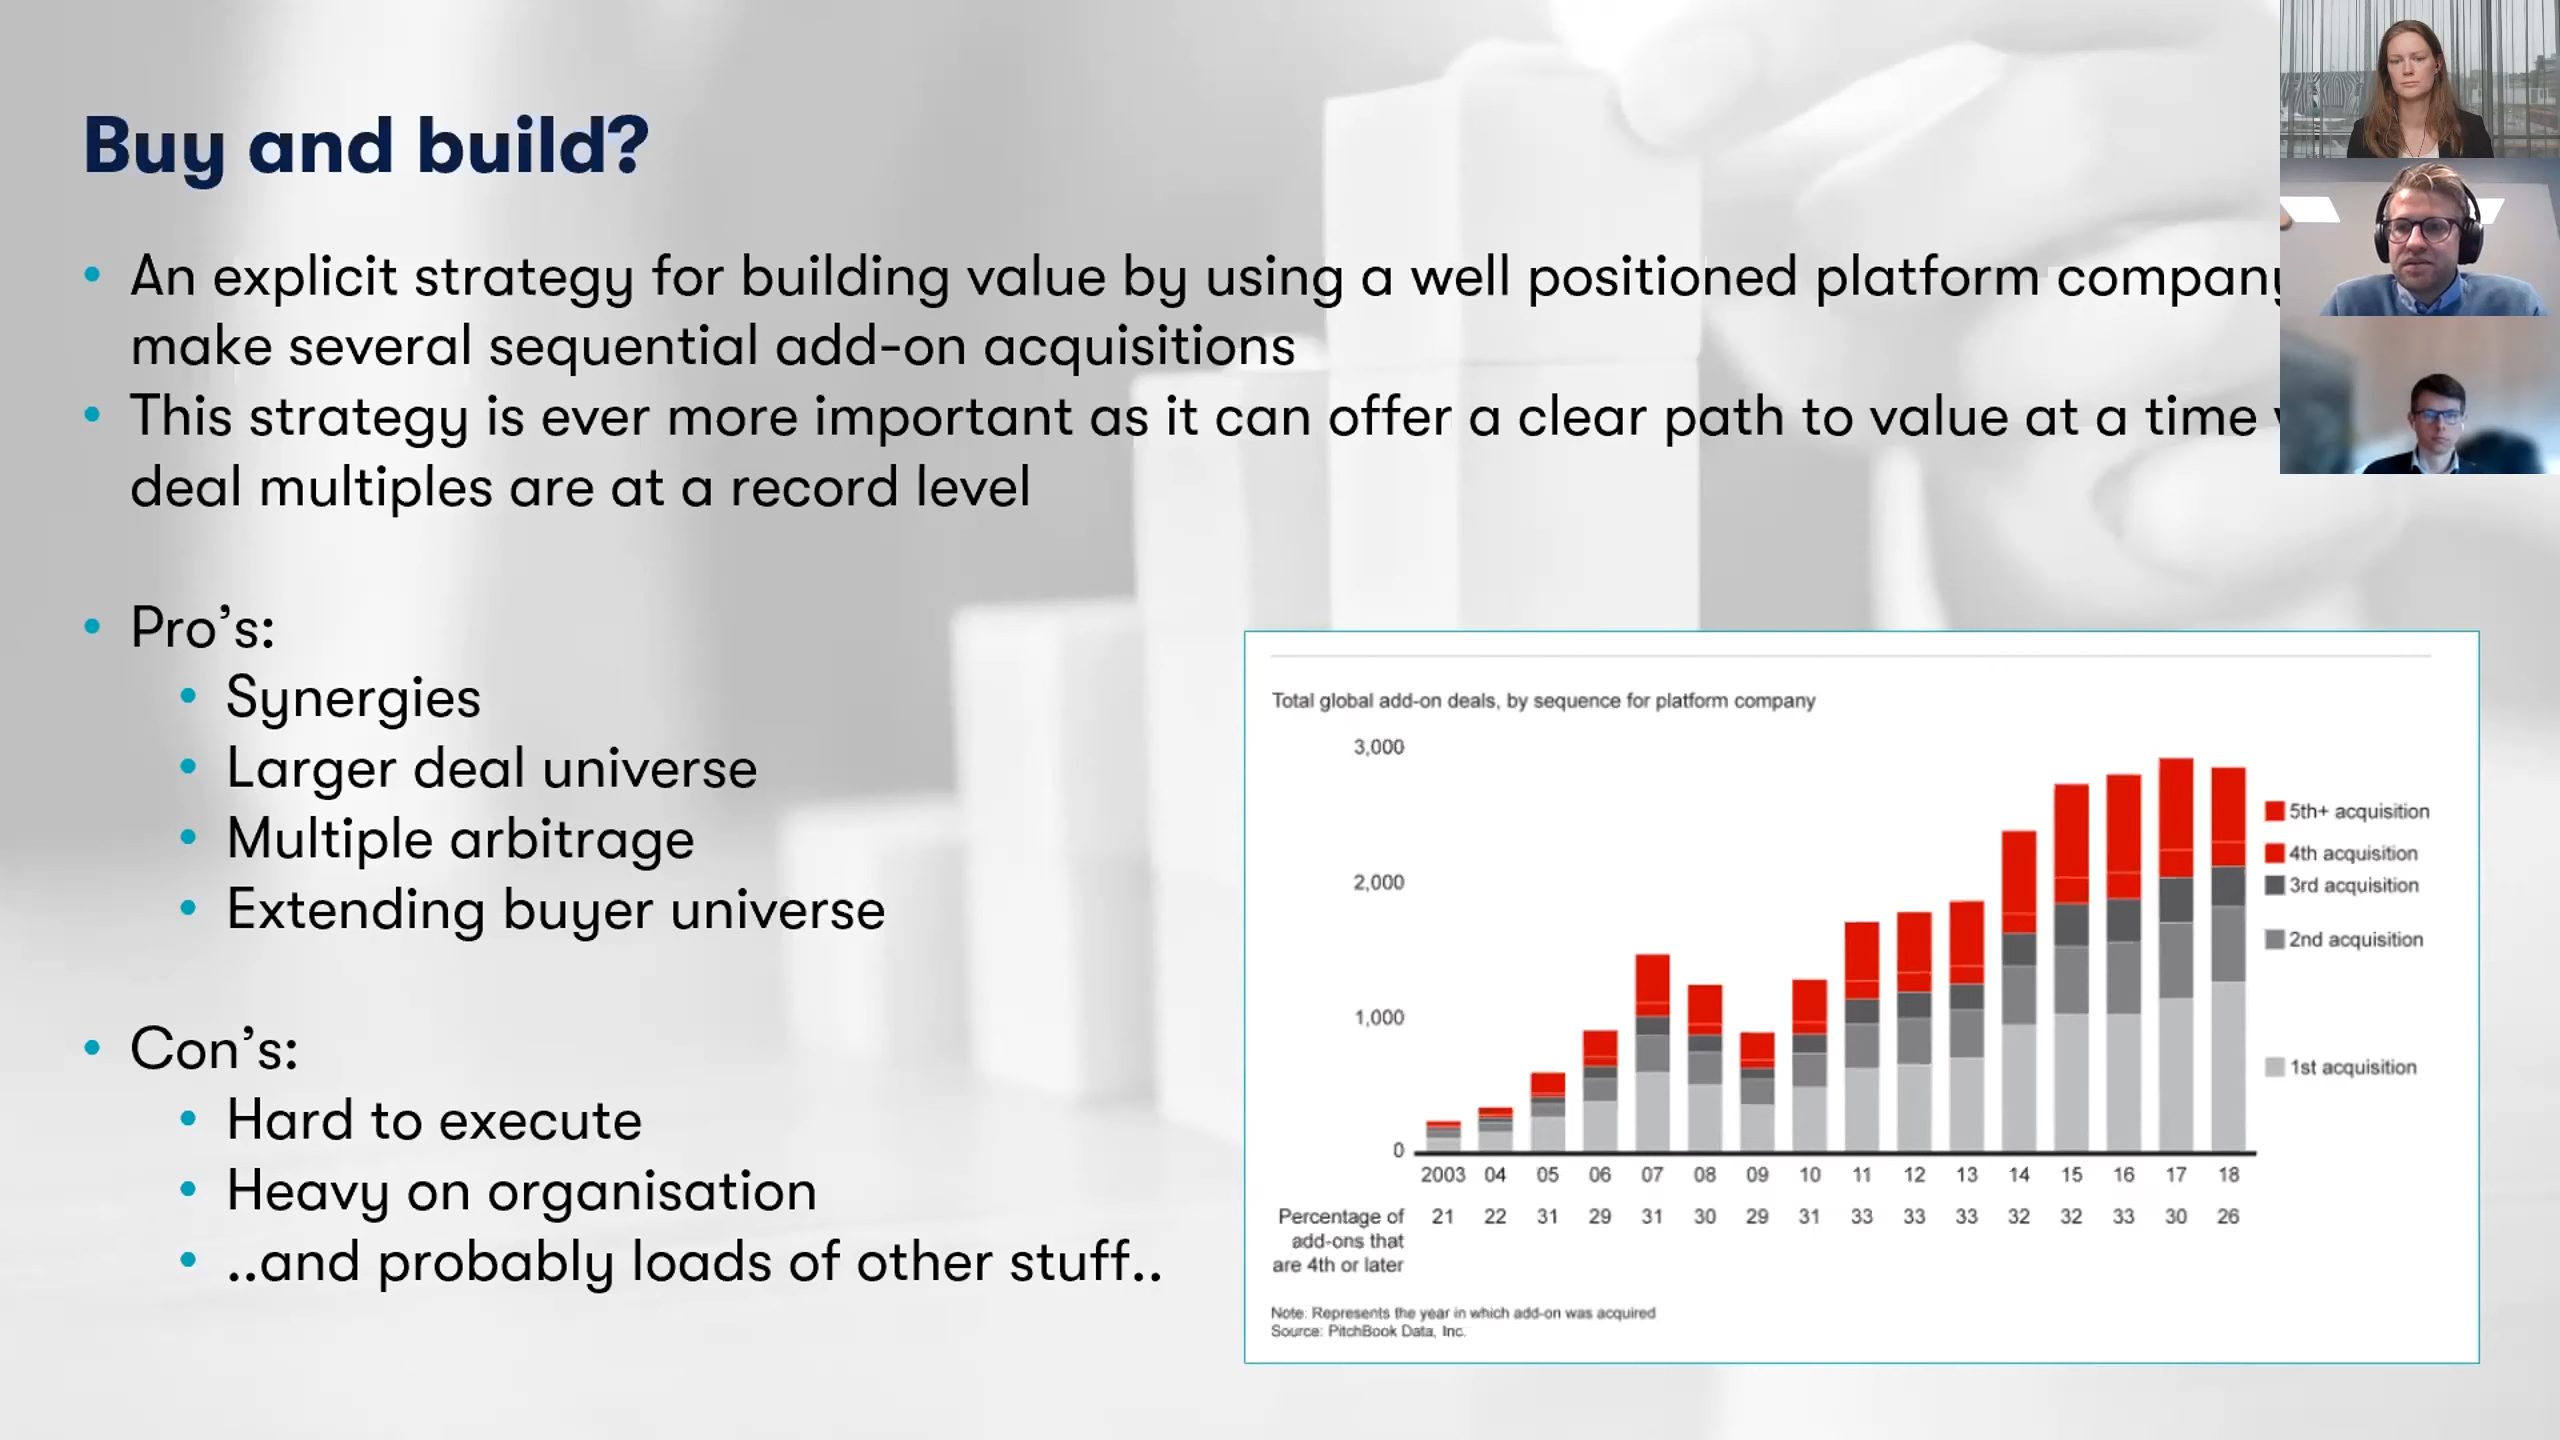 Buy and build?
• An explicit strategy for building value by using a well positioned platform company
make several sequential add-on acquisitions
• This strategy is ever more important as it can offer a clear path to value at a time
deal multiples are at a record level
• Pro’s:
• Synergies
• Larger deal universe
• Multiple arbitrage
• Extending buyer universe
• Con’s:
• Hard to execute
• Heavy on organisation
• ..and probably loads of other stuff..
Total global add-on deals, by sequence for platform company
3,000
2,000
1,000
0
5th+ acquisition
4th acquisition
3rd acquisition
2nd acquisition
1st acquisition
2003 04 05 06 07 08 09 10 11 12 13 14 15 16 17 18
Percentage of
add-ons that
are 4th or later
21 22 31 29 31 30 29 31 33 33 33 32 32 33 30 26
Note: Represents the year in which add-on was acquired
Source: PitchBook Data, Inc.